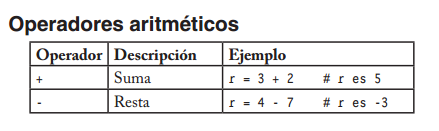 Operadores aritméticos
Operador Descripción Ejemplo
+ Suma r = 3 + 2 # r es 5
- Resta r = 4 - 7 # r es -3